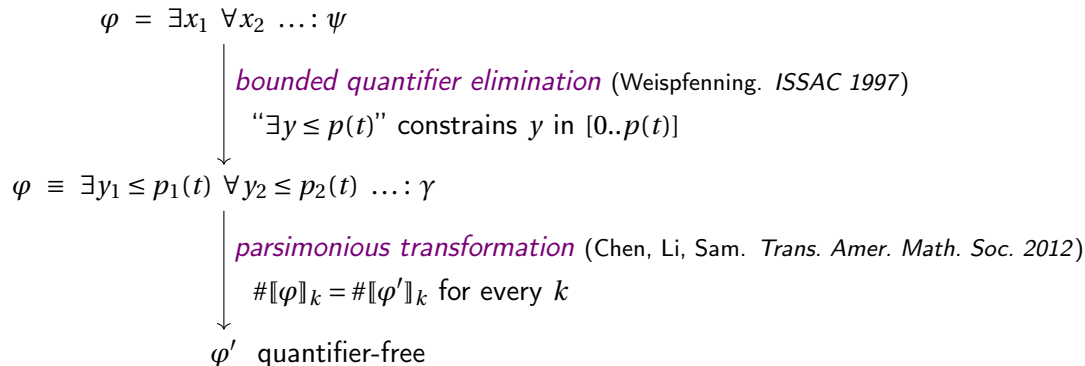 φ = ∃x₁ ∀x₂ …: ψ
bounded quantifier elimination (Weispfenning. ISSAC 1997)
“∃y ≤ p(t)” constrains y in [0..p(t)]
φ ≡ ∃y₁ ≤ p₁(t) ∀y₂ ≤ p₂(t) …: γ
parsimonious transformation (Chen, Li, Sam. Trans. Amer. Math. Soc. 2012)
#⟦φ⟧ₖ = #⟦φ′⟧ₖ for every k
φ′ quantifier-free